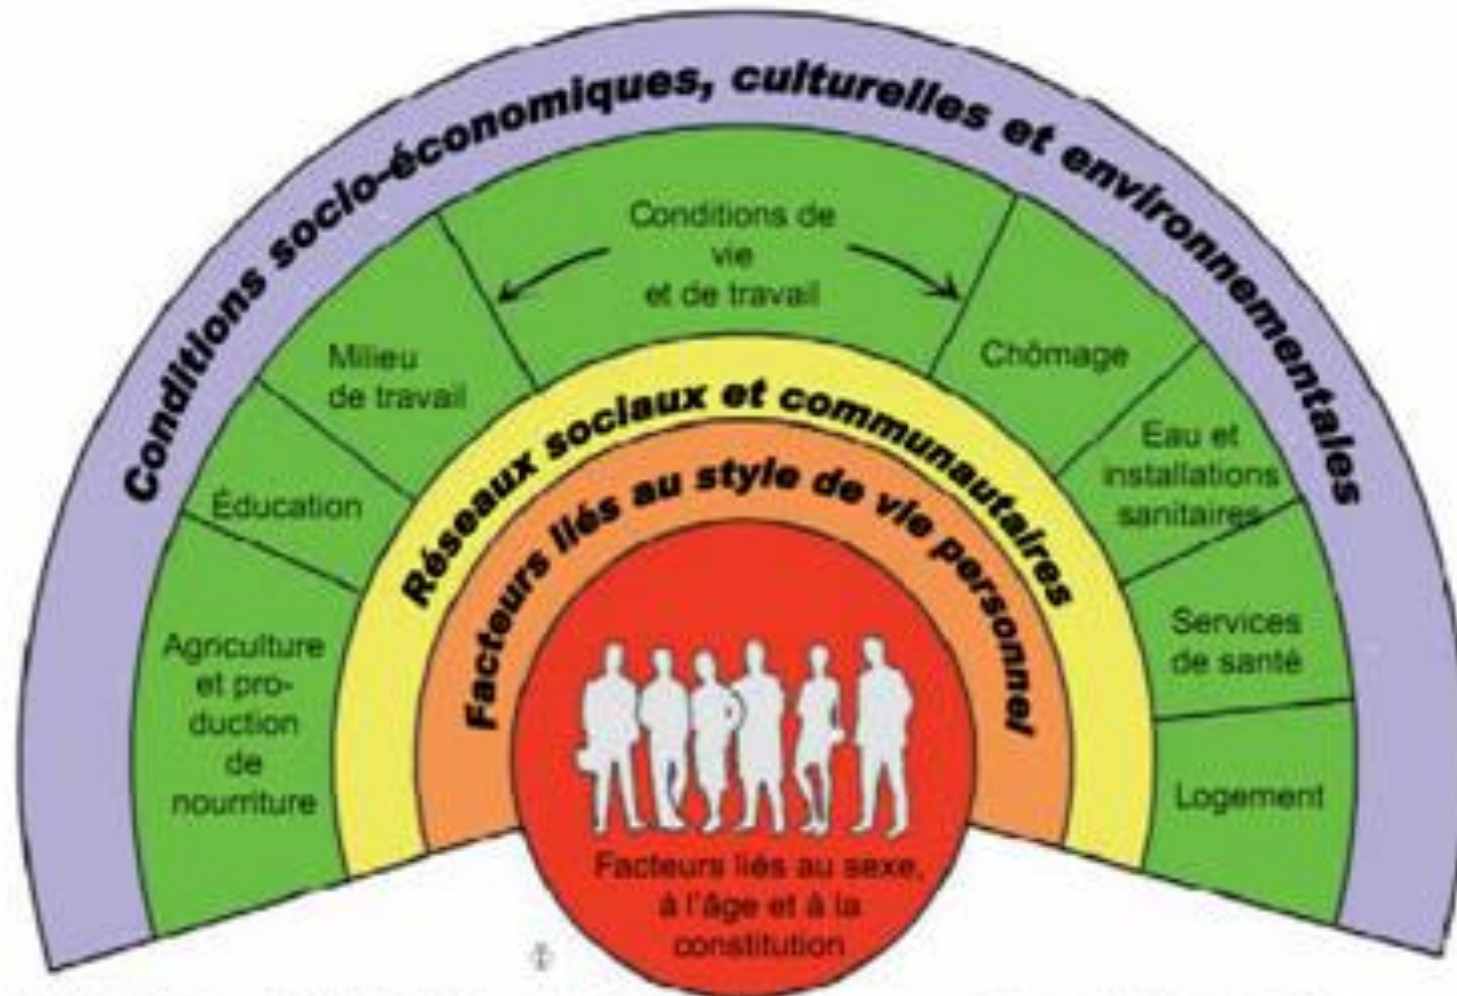 Conditions socio-économiques, culturelles et environnementales
Conditions de
vie
et de travail
Milieu
de travail
Éducation
Agriculture
et pro-
duction
de
nourriture
Chômage
Eau et
installations
sanitaires
Services
de santé
Logement
Réseaux sociaux et communautaires
Facteurs liés au style de vie personnel
Facteurs liés au sexe,
à l'âge et à la
constitution